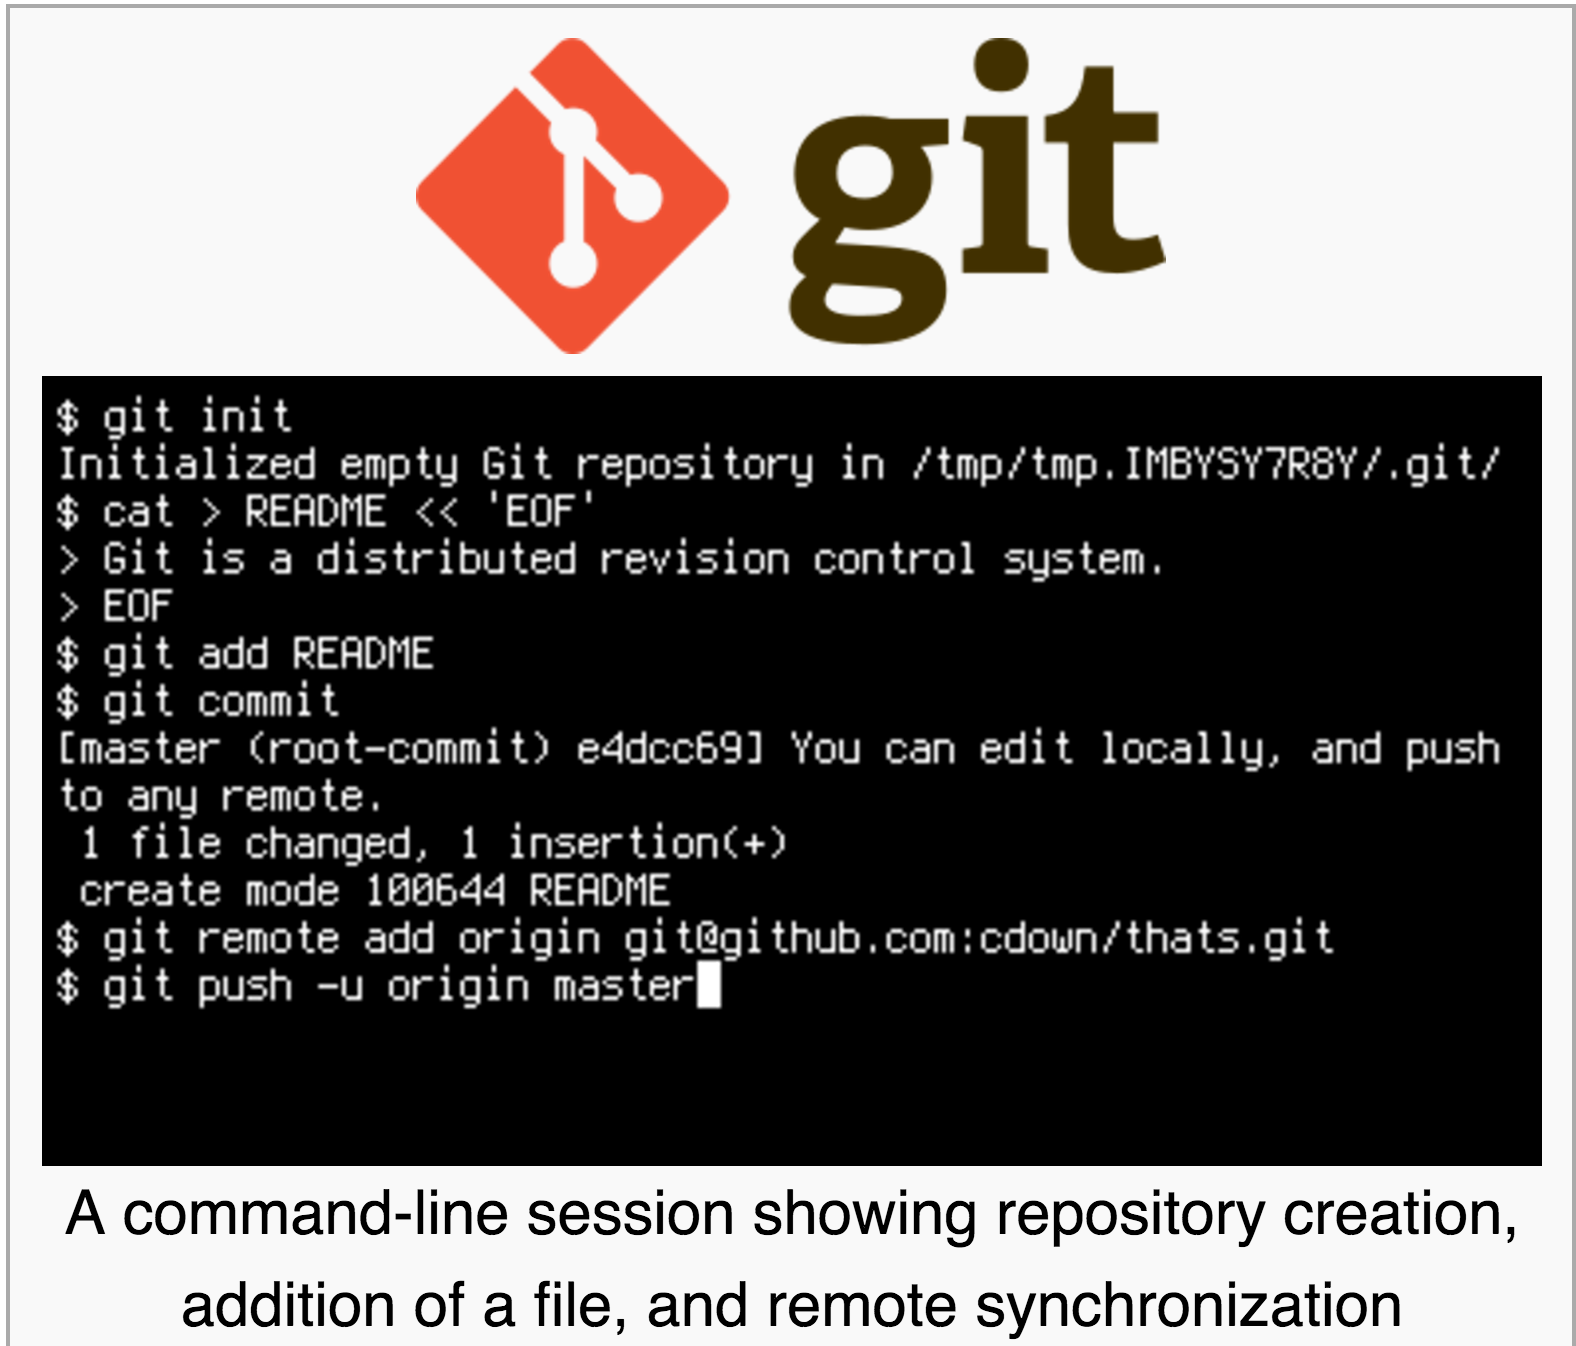 git
$ git init
Initialized empty Git repository in /tmp/tmp.IMBYSY7R8Y/.git/
$ cat > README << 'EOF'
> Git is a distributed revision control system.
> EOF
$ git add README
$ git commit
[master (root-commit) e4dcc69] You can edit locally, and push
to any remote.
 1 file changed, 1 insertion(+)
 create mode 100644 README
$ git remote add origin git@github.com:cdown/thats.git
$ git push -u origin master
A command-line session showing repository creation,
addition of a file, and remote synchronization